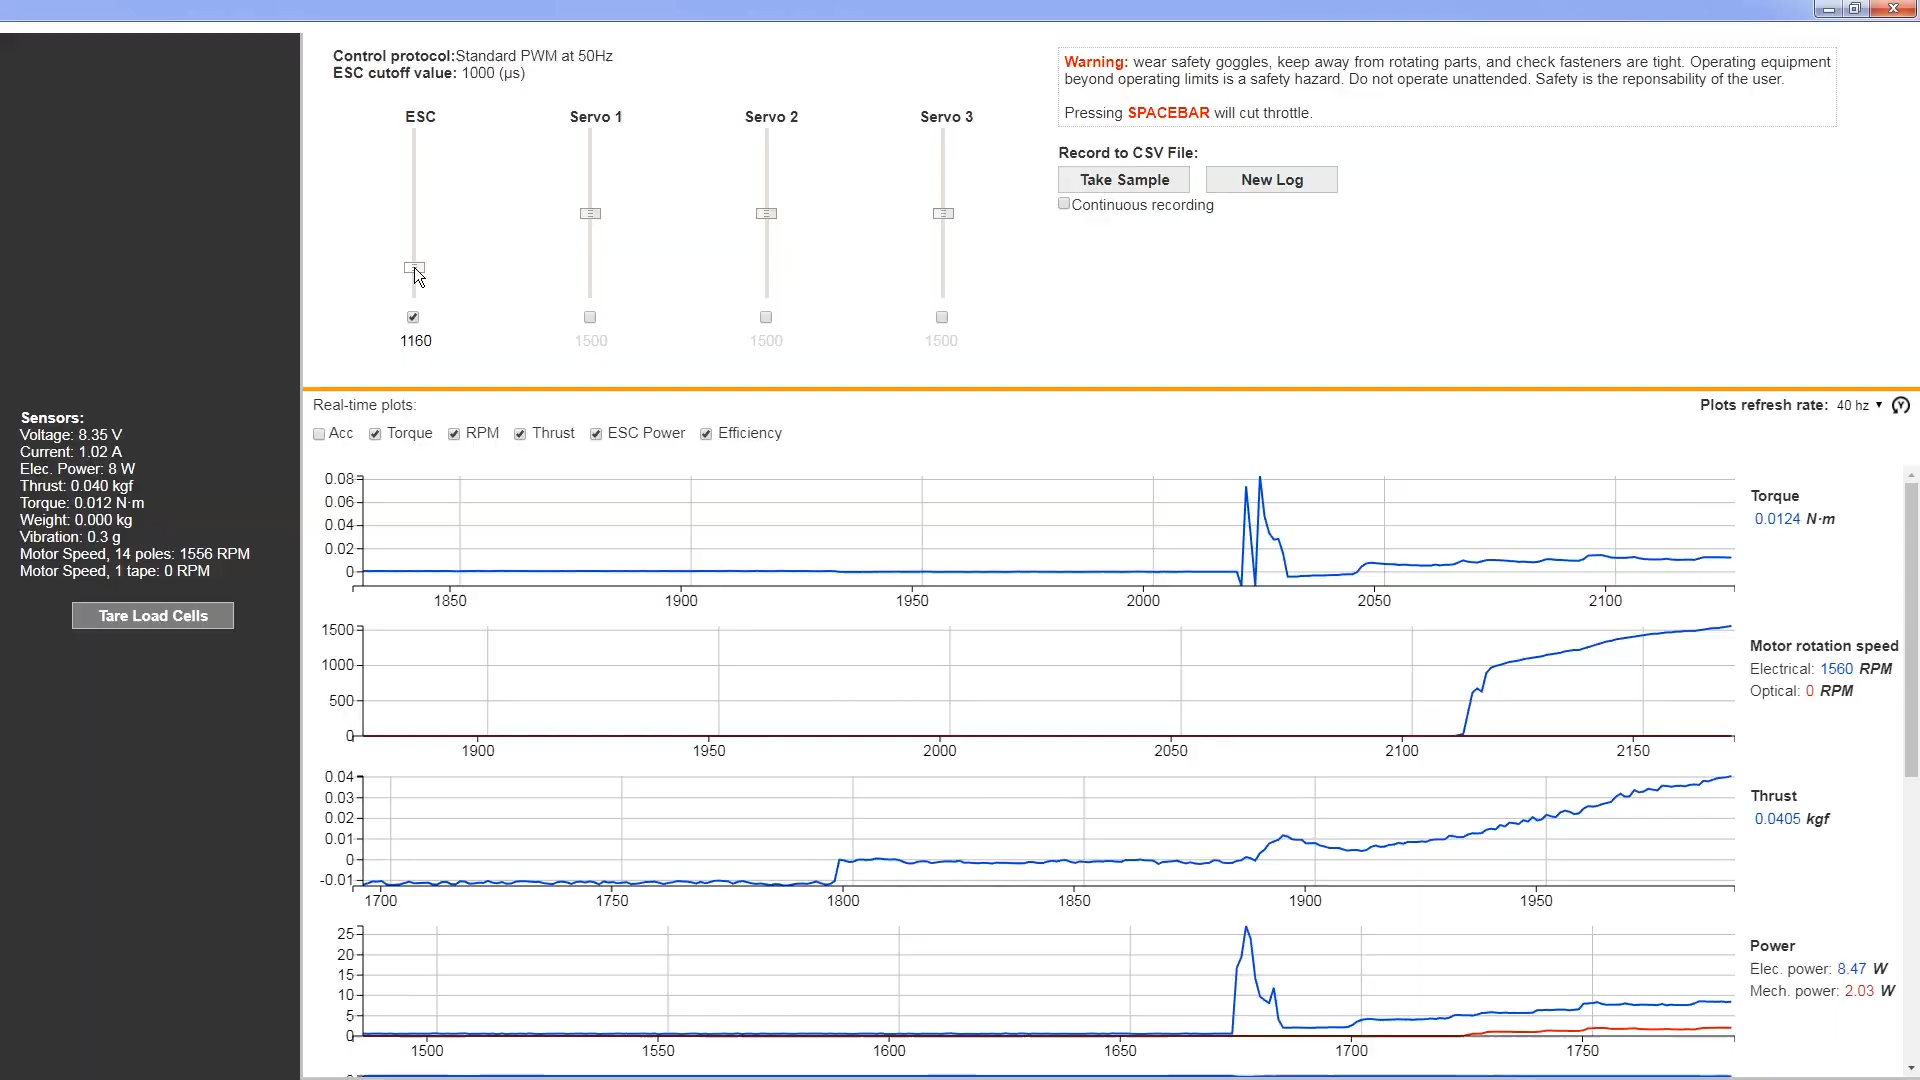 Control protocol:Standard PWM at 50Hz
ESC cutoff value: 1000 (µs)
ESC
Servo 1
Servo 2
Servo 3
1160
1500
1500
1500
Warning: wear safety goggles, keep away from rotating parts, and check fasteners are tight. Operating equipment
beyond operating limits is a safety hazard. Do not operate unattended. Safety is the reponsability of the user.
Pressing SPACEBAR will cut throttle.
Record to CSV File:
Take Sample
New Log
Continuous recording
Sensors:
Voltage: 8.35 V
Current: 1.02 A
Elec. Power: 8 W
Thrust: 0.040 kgf
Torque: 0.012 N·m
Weight: 0.000 kg
Vibration: 0.3 g
Motor Speed, 14 poles: 1556 RPM
Motor Speed, 1 tape: 0 RPM
Tare Load Cells
Real-time plots:
Plots refresh rate: 40 hz
Acc
Torque
RPM
Thrust
ESC Power
Efficiency
0.08
0.06
0.04
0.02
0
1850
1900
1950
2000
2050
2100
Torque
0.0124 N·m
1500
1000
500
0
1900
1950
2000
2050
2100
2150
Motor rotation speed
Electrical: 1560 RPM
Optical: 0 RPM
0.04
0.03
0.02
0.01
0
-0.01
1700
1750
1800
1850
1900
1950
Thrust
0.0405 kgf
25
20
15
10
5
0
1500
1550
1600
1650
1700
1750
Power
Elec. power: 8.47 W
Mech. power: 2.03 W